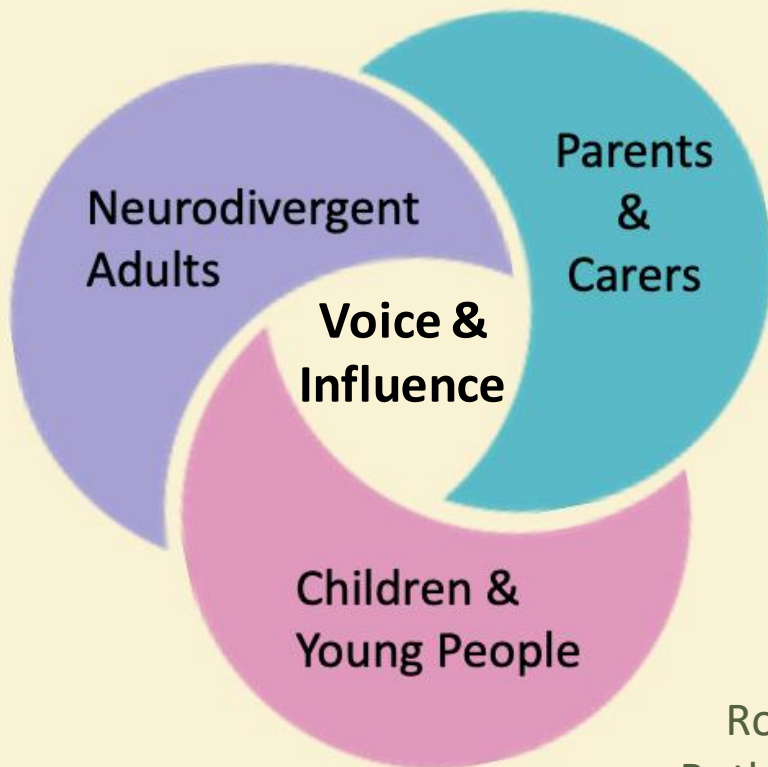 Neurodivergent
Adults
Parents
&
Carers
Voice &
Influence
Children &
Young People